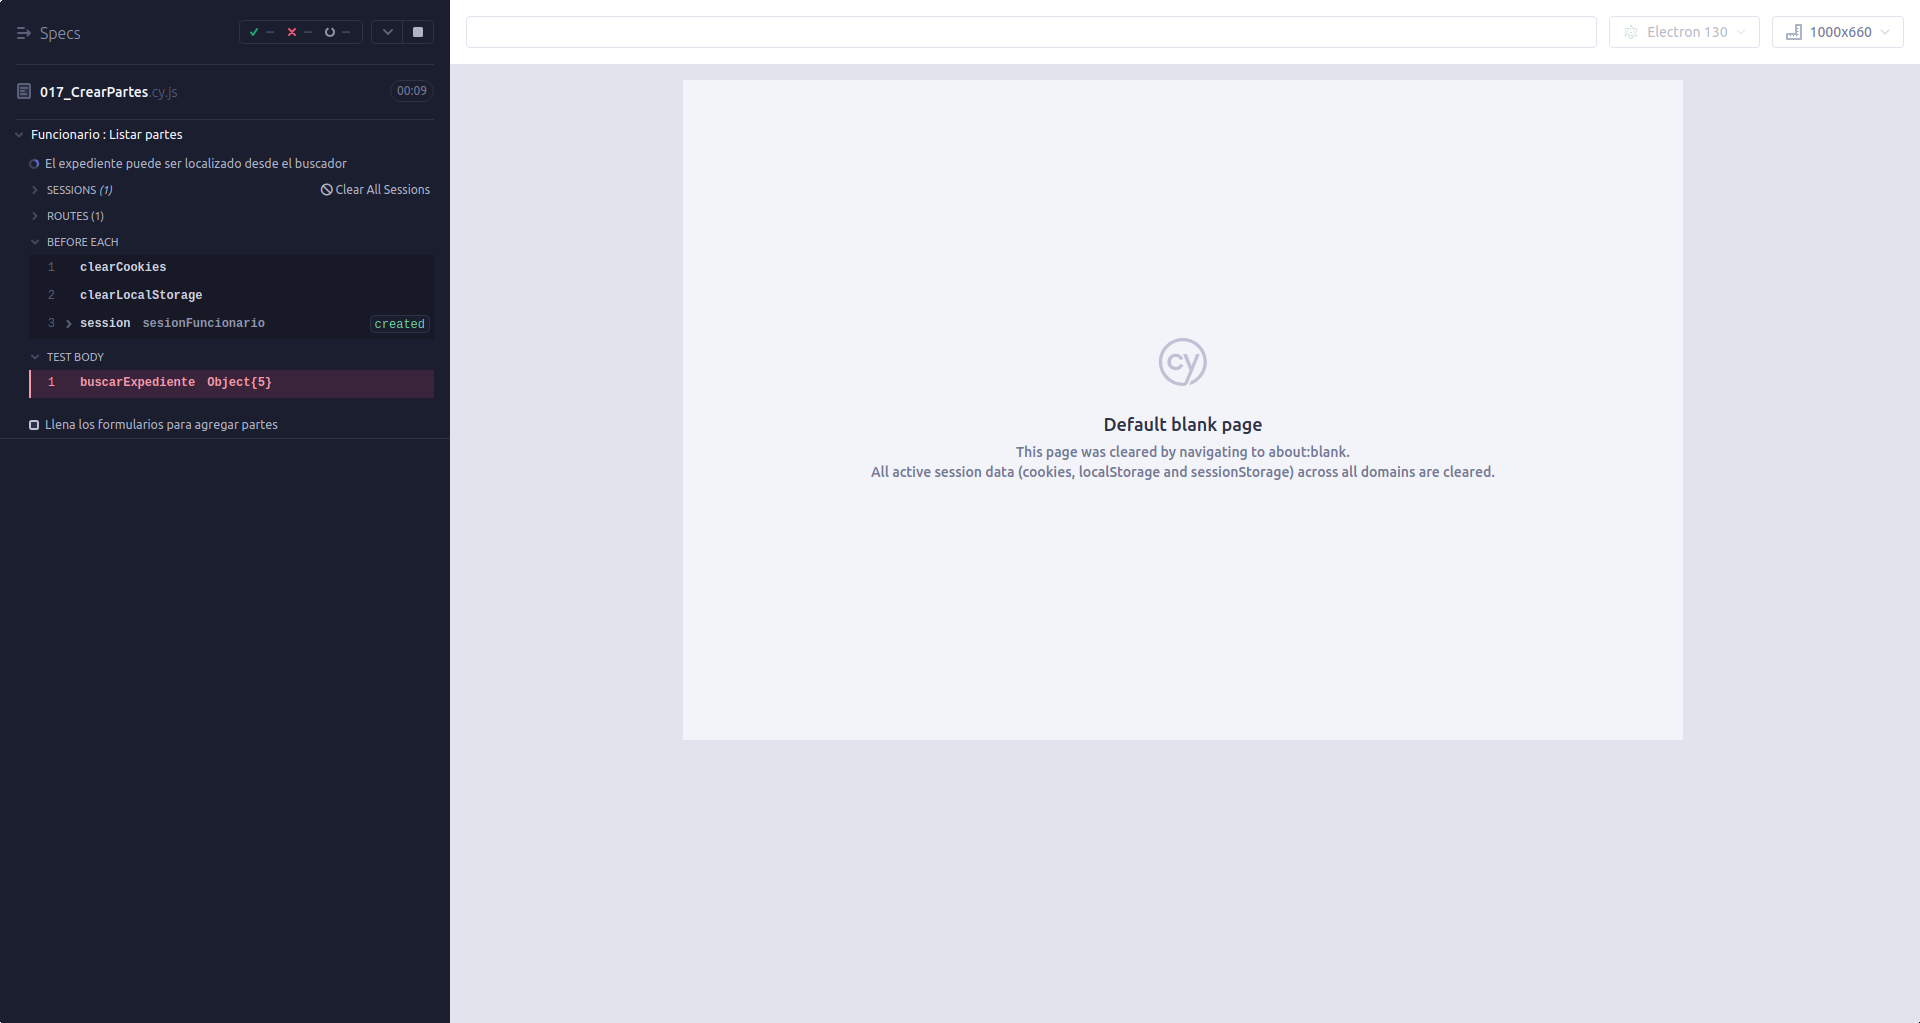 Specs
-- -- --
017_CrearPartes.cy.js 00:09
Funcionario : Listar partes
El expediente puede ser localizado desde el buscador
SESSIONS (1) Clear All Sessions
ROUTES (1)
BEFORE EACH
1 clearCookies
2 clearLocalStorage
3 session sesionFuncionario created
TEST BODY
1 buscarExpediente Object{5}
Llena los formularios para agregar partes
Electron 130
1000x660
cy
Default blank page
This page was cleared by navigating to about:blank.
All active session data (cookies, localStorage and sessionStorage) across all domains are cleared.